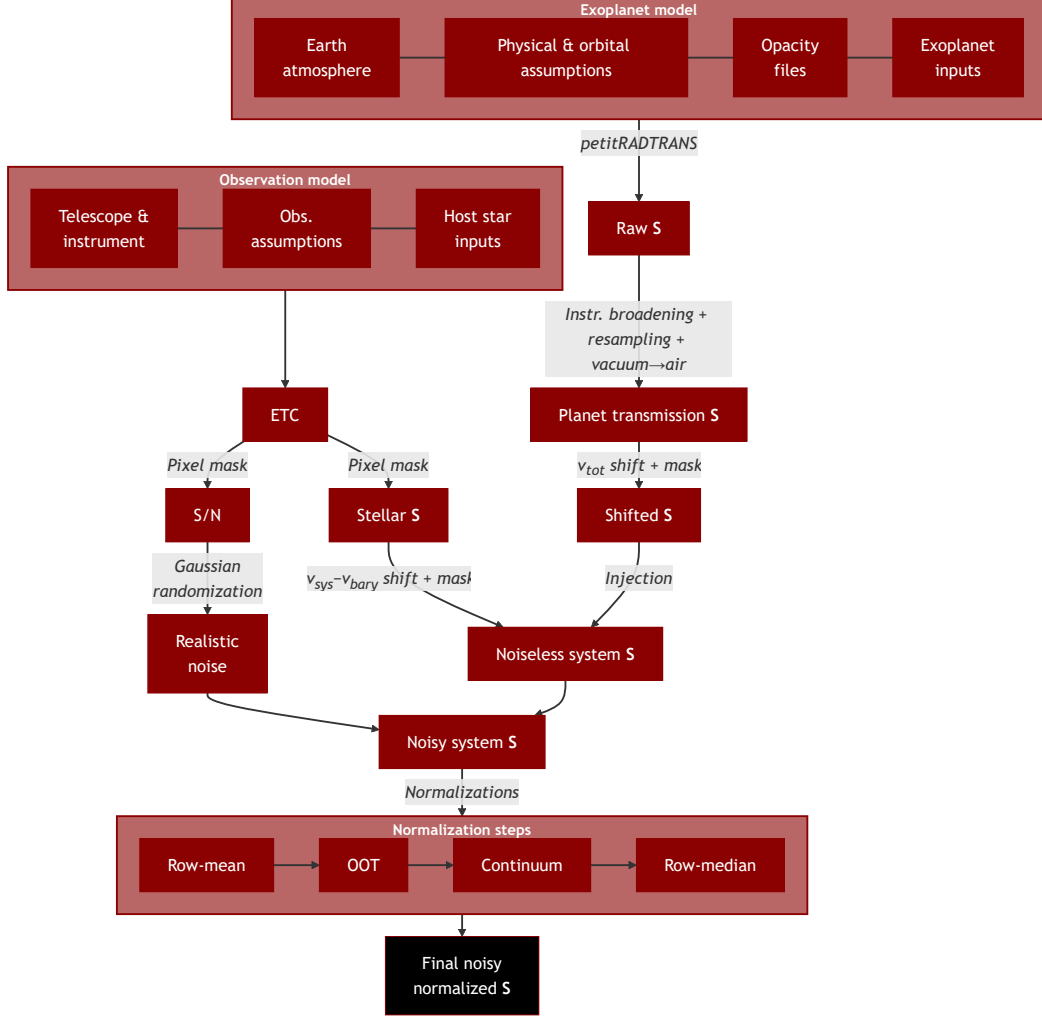 Exoplanet model
Earth
atmosphere
Physical & orbital
assumptions
Opacity
files
Exoplanet
inputs
petitRADTRANS
Observation model
Telescope &
instrument
Obs.
assumptions
Host star
inputs
Raw S
Instr. broadening +
resampling +
vacuum→air
ETC
Planet transmission S
Pixel mask
Pixel mask
v_tot shift + mask
S/N
Stellar S
Shifted S
Gaussian
randomization
v_sys−v_bary shift + mask
Injection
Realistic
noise
Noiseless system S
Noisy system S
Normalizations
Normalization steps
Row-mean
OOT
Continuum
Row-median
Final noisy
normalized S